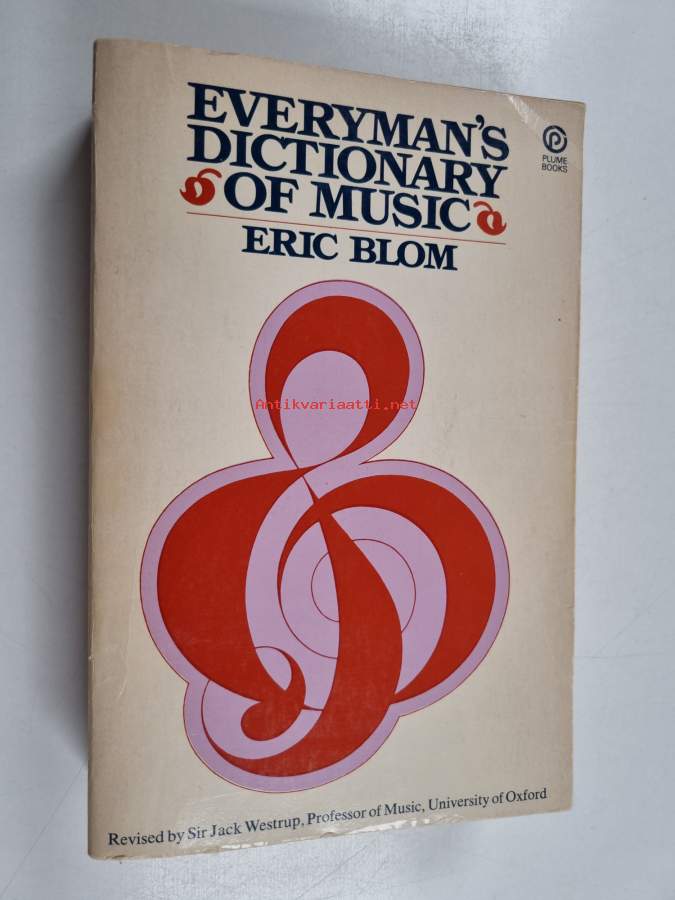 EVERYMAN'S
DICTIONARY
OF MUSIC
ERIC BLOM
PLUME
BOOKS
Antikvariaatti.net
Revised by Sir Jack Westrup, Professor of Music, University of Oxford